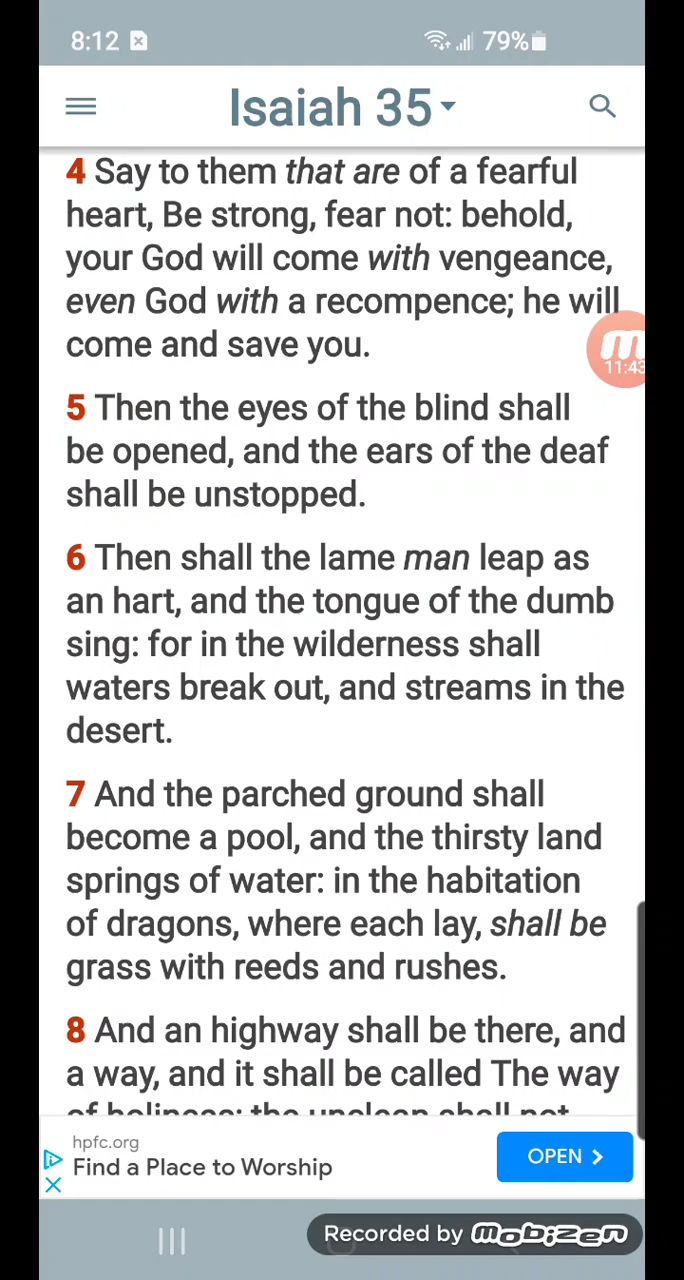 8:12
79%
Isaiah 35
4 Say to them that are of a fearful
heart, Be strong, fear not: behold,
your God will come with vengeance,
even God with a recompence; he will
come and save you.
11:43
5 Then the eyes of the blind shall
be opened, and the ears of the deaf
shall be unstopped.
6 Then shall the lame man leap as
an hart, and the tongue of the dumb
sing: for in the wilderness shall
waters break out, and streams in the
desert.
7 And the parched ground shall
become a pool, and the thirsty land
springs of water: in the habitation
of dragons, where each lay, shall be
grass with reeds and rushes.
8 And an highway shall be there, and
a way, and it shall be called The way
of holiness; the unclean shall not
hpfc.org
Find a Place to Worship
OPEN
Recorded by mobizen